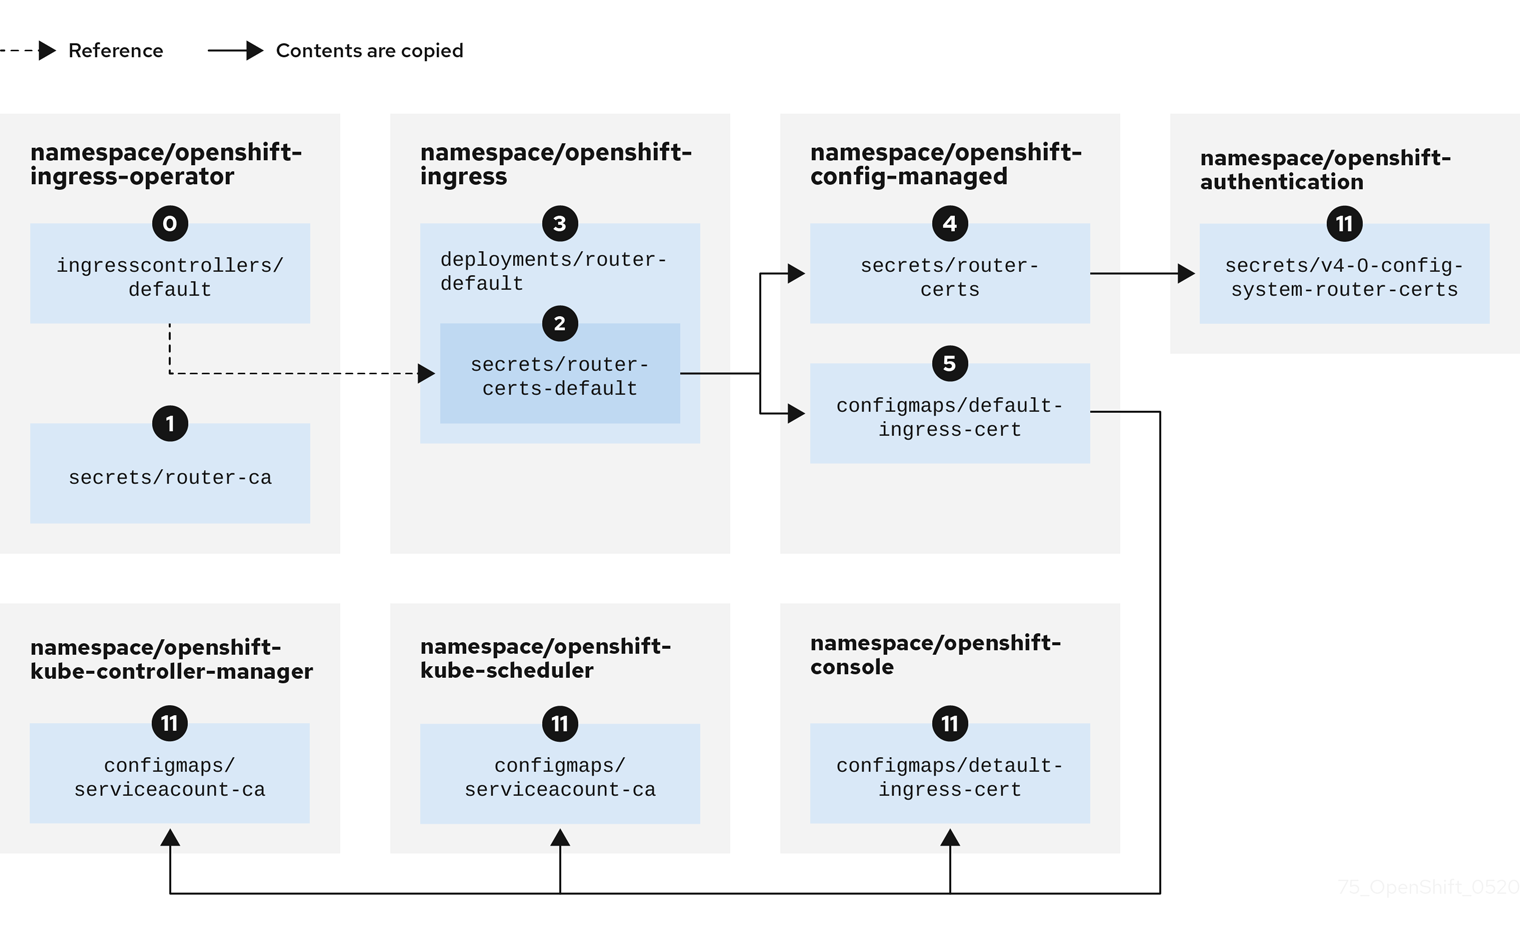 Reference
Contents are copied
namespace/openshift-
ingress-operator
0
ingresscontrollers/
default
1
secrets/router-ca
namespace/openshift-
ingress
3
deployments/router-
default
2
secrets/router-
certs-default
namespace/openshift-
config-managed
4
secrets/router-
certs
5
configmaps/default-
ingress-cert
namespace/openshift-
authentication
11
secrets/v4-0-config-
system-router-certs
namespace/openshift-
kube-controller-manager
11
configmaps/
serviceacount-ca
namespace/openshift-
kube-scheduler
11
configmaps/
serviceacount-ca
namespace/openshift-
console
11
configmaps/detault-
ingress-cert
75_OpenShift_0520